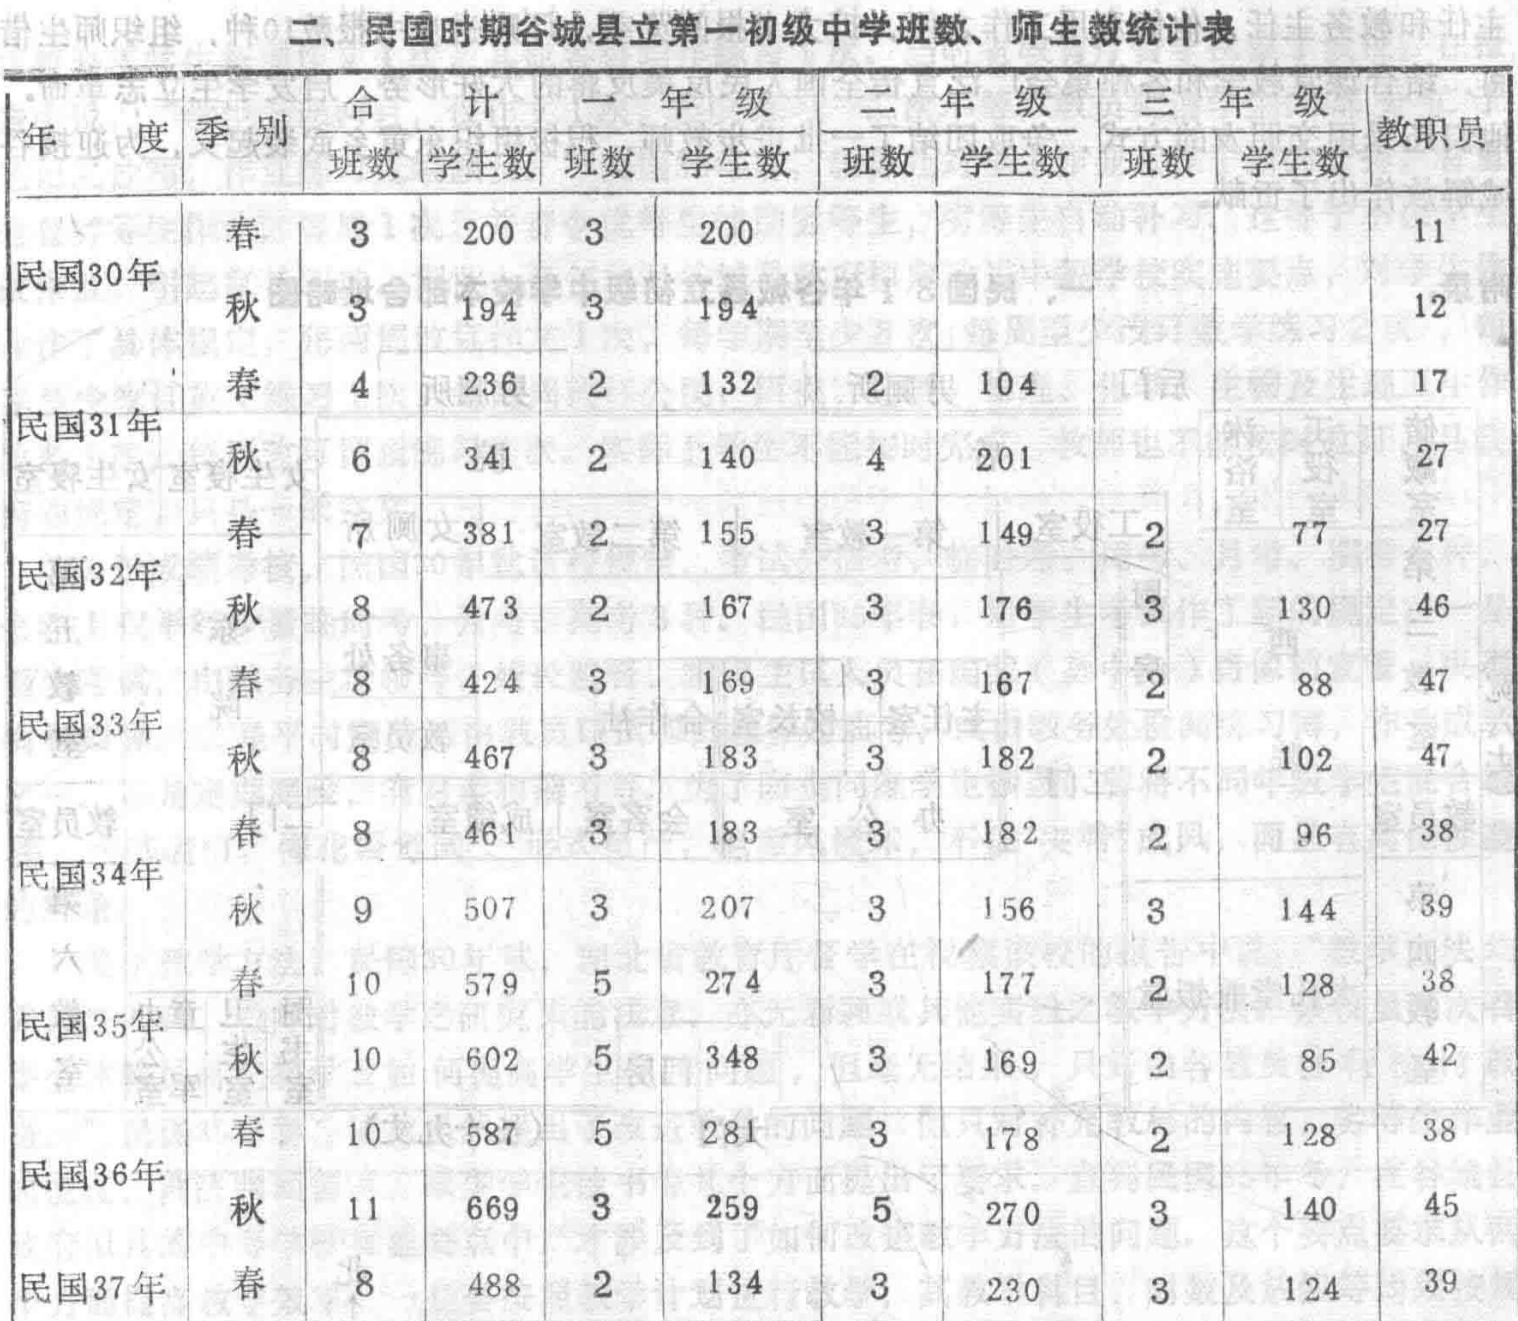 二、民国时期谷城县立第一初级中学班数、师生数统计表
年 度 季 别 合 计 一 年 级 二 年 级 三 年 级 教职员
班数 学生数 班数 学生数 班数 学生数 班数 学生数
民国30年 春 3 200 3 200 11
秋 3 194 3 194 12
民国31年 春 4 236 2 132 2 104 17
秋 6 341 2 140 4 201 27
民国32年 春 7 381 2 155 3 149 2 77 27
秋 8 473 2 167 3 176 3 130 46
民国33年 春 8 424 3 169 3 167 2 88 47
秋 8 467 3 183 3 182 2 102 47
民国34年 春 8 461 3 183 3 182 2 96 38
秋 9 507 3 207 3 156 3 144 39
民国35年 春 10 579 5 274 3 177 2 128 38
秋 10 602 5 348 3 169 2 85 42
民国36年 春 10 587 5 281 3 178 2 128 38
秋 11 669 3 259 5 270 3 140 45
民国37年 春 8 488 2 134 3 230 3 124 39